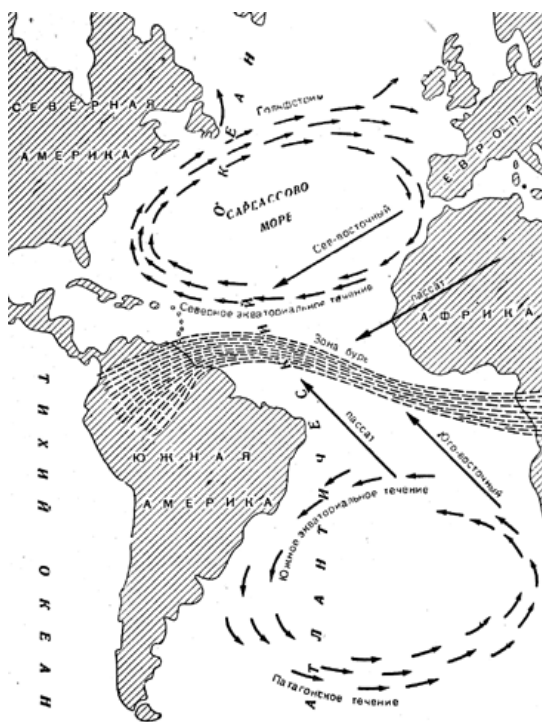 СЕВЕРНАЯ
АМЕРИКА
Гольфстрим
ЕВРОПА
САРГАССОВО
МОРЕ
Сев-восточный
пассат
АФРИКА
Северное экваториальное течение
Зона бурь
ТИХИЙ ОКЕАН
ЮЖНАЯ
АМЕРИКА
пассат
Юго-восточный
Южное экваториальное течение
Патагонское течение
АТЛАНТИЧЕСКИЙ ОКЕАН